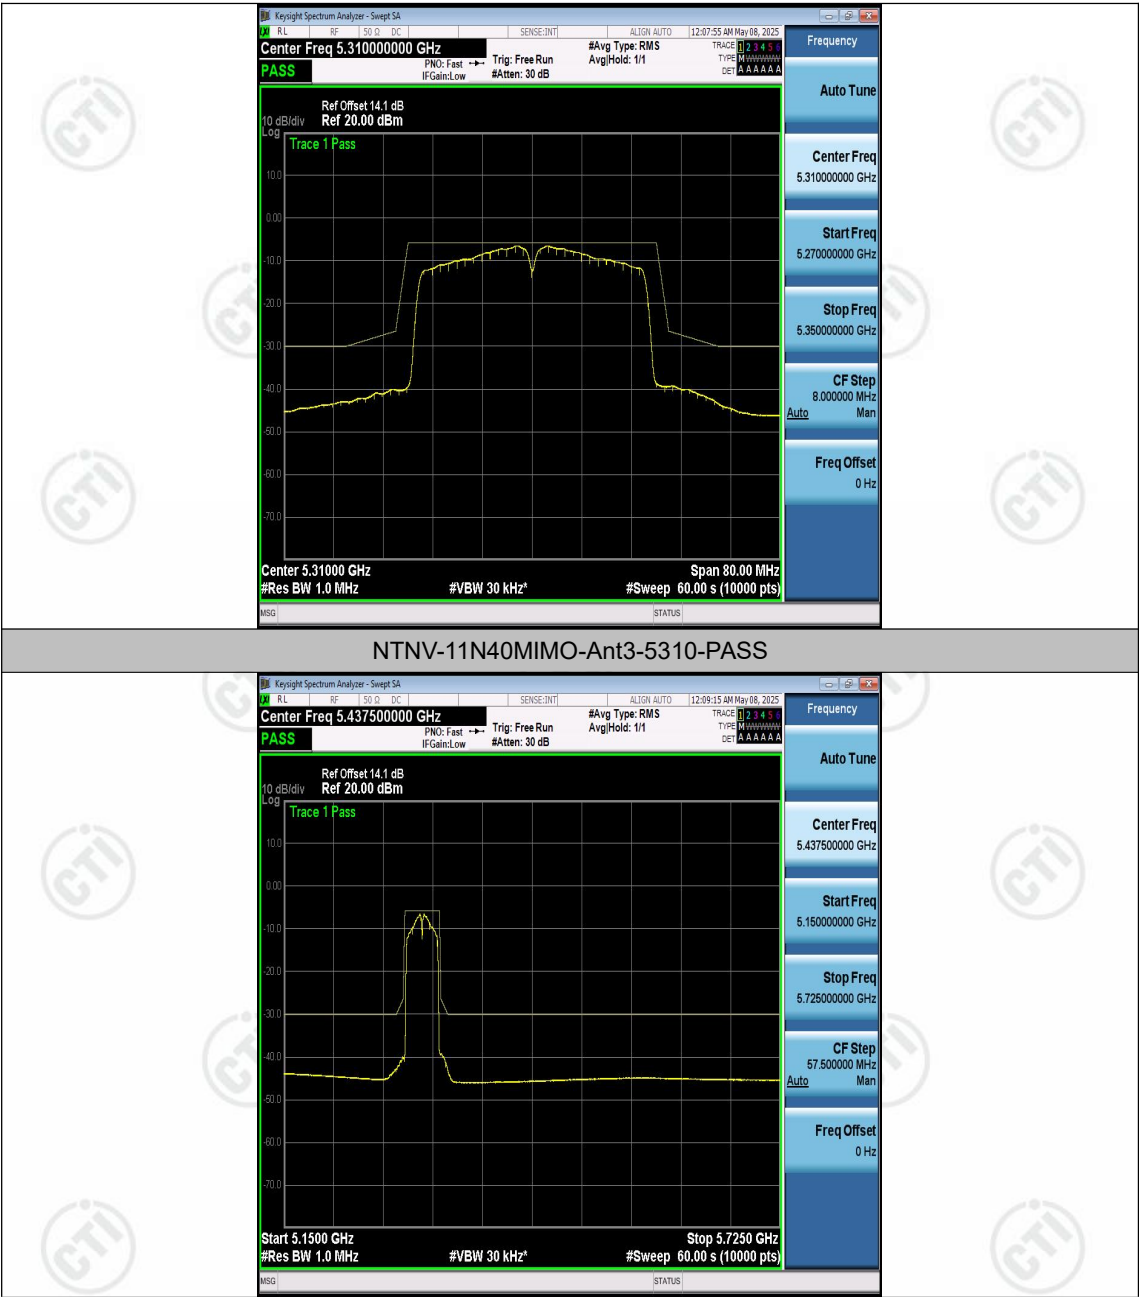 Keysight Spectrum Analyzer - Swept SA
RL RF 50 Ω DC SENSE:INT ALIGN AUTO 12:07:55 AM May 08, 2025
Center Freq 5.310000000 GHz
PASS
PNO: Fast
IFGain:Low
Trig: Free Run
#Atten: 30 dB
#Avg Type: RMS
Avg|Hold: 1/1
TRACE 1 2 3 4 5 6
TYPE M WWWWW
DET A A A A A A
Frequency
Auto Tune
Center Freq
5.310000000 GHz
Start Freq
5.270000000 GHz
Stop Freq
5.350000000 GHz
CF Step
8.000000 MHz
Auto Man
Freq Offset
0 Hz
Ref Offset 14.1 dB
10 dB/div Ref 20.00 dBm
Log
Trace 1 Pass
10.0
0.00
-10.0
-20.0
-30.0
-40.0
-50.0
-60.0
-70.0
Center 5.31000 GHz Span 80.00 MHz
#Res BW 1.0 MHz #VBW 30 kHz* #Sweep 60.00 s (10000 pts)
MSG STATUS
NTNV-11N40MIMO-Ant3-5310-PASS
Keysight Spectrum Analyzer - Swept SA
RL RF 50 Ω DC SENSE:INT ALIGN AUTO 12:09:15 AM May 08, 2025
Center Freq 5.437500000 GHz
PASS
PNO: Fast
IFGain:Low
Trig: Free Run
#Atten: 30 dB
#Avg Type: RMS
Avg|Hold: 1/1
TRACE 1 2 3 4 5 6
TYPE M WWWWW
DET A A A A A A
Frequency
Auto Tune
Center Freq
5.437500000 GHz
Start Freq
5.150000000 GHz
Stop Freq
5.725000000 GHz
CF Step
57.500000 MHz
Auto Man
Freq Offset
0 Hz
Ref Offset 14.1 dB
10 dB/div Ref 20.00 dBm
Log
Trace 1 Pass
10.0
0.00
-10.0
-20.0
-30.0
-40.0
-50.0
-60.0
-70.0
Start 5.1500 GHz Stop 5.7250 GHz
#Res BW 1.0 MHz #VBW 30 kHz* #Sweep 60.00 s (10000 pts)
MSG STATUS
CTI
CTI
CTI
CTI
CTI
CTI
CTI
CTI
CTI
CTI
CTI
CTI